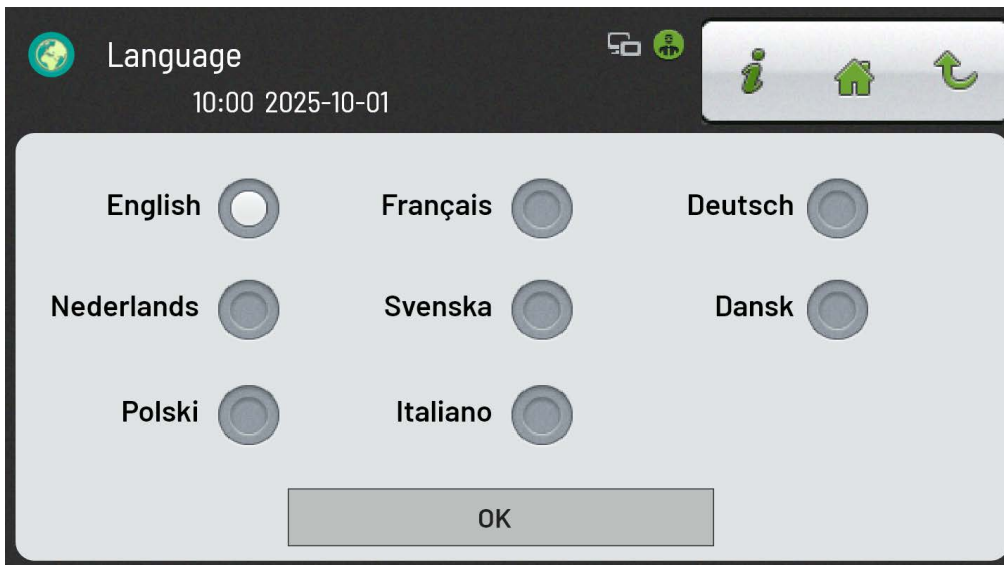 Language
10:00 2025-10-01
English Français Deutsch
Nederlands Svenska Dansk
Polski Italiano
OK